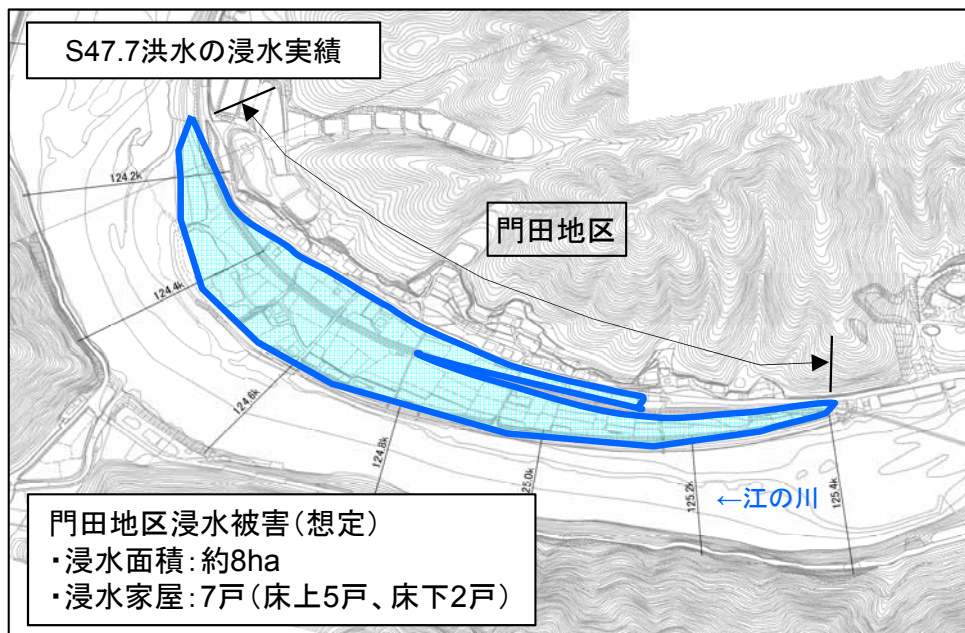 S47.7洪水の浸水実績
124.2k
門田地区
124.4k
124.6k
124.8k
125.0k
125.2k
125.4k
←江の川
門田地区浸水被害(想定)
・浸水面積:約8ha
・浸水家屋:7戸(床上5戸、床下2戸)